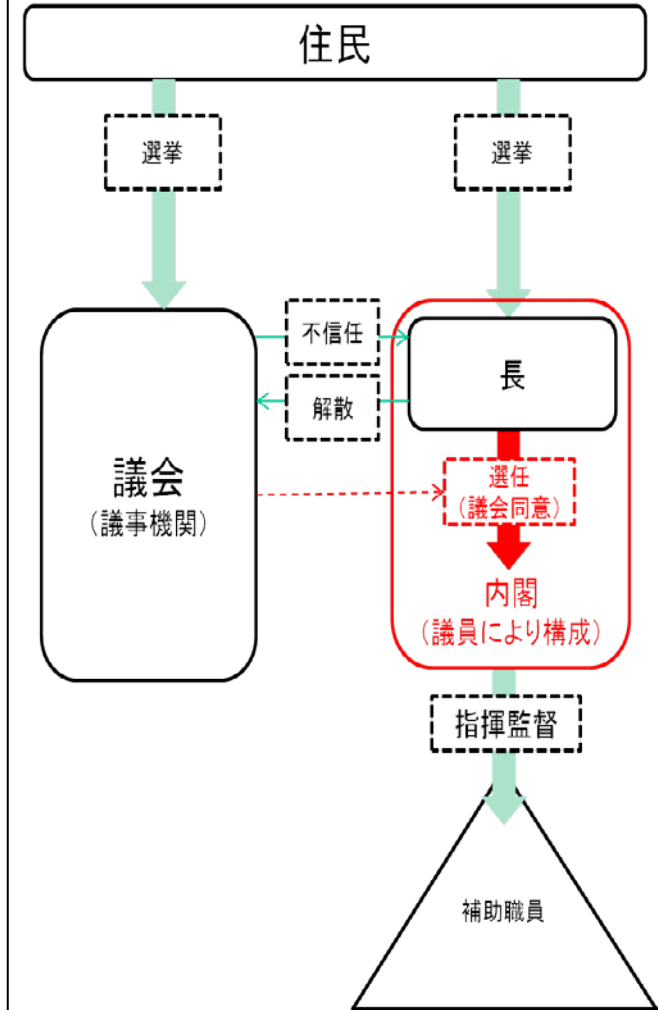 住民
選挙
選挙
不信任
長
解散
議会
（議事機関）
選任
（議会同意）
内閣
（議員により構成）
指揮監督
補助職員